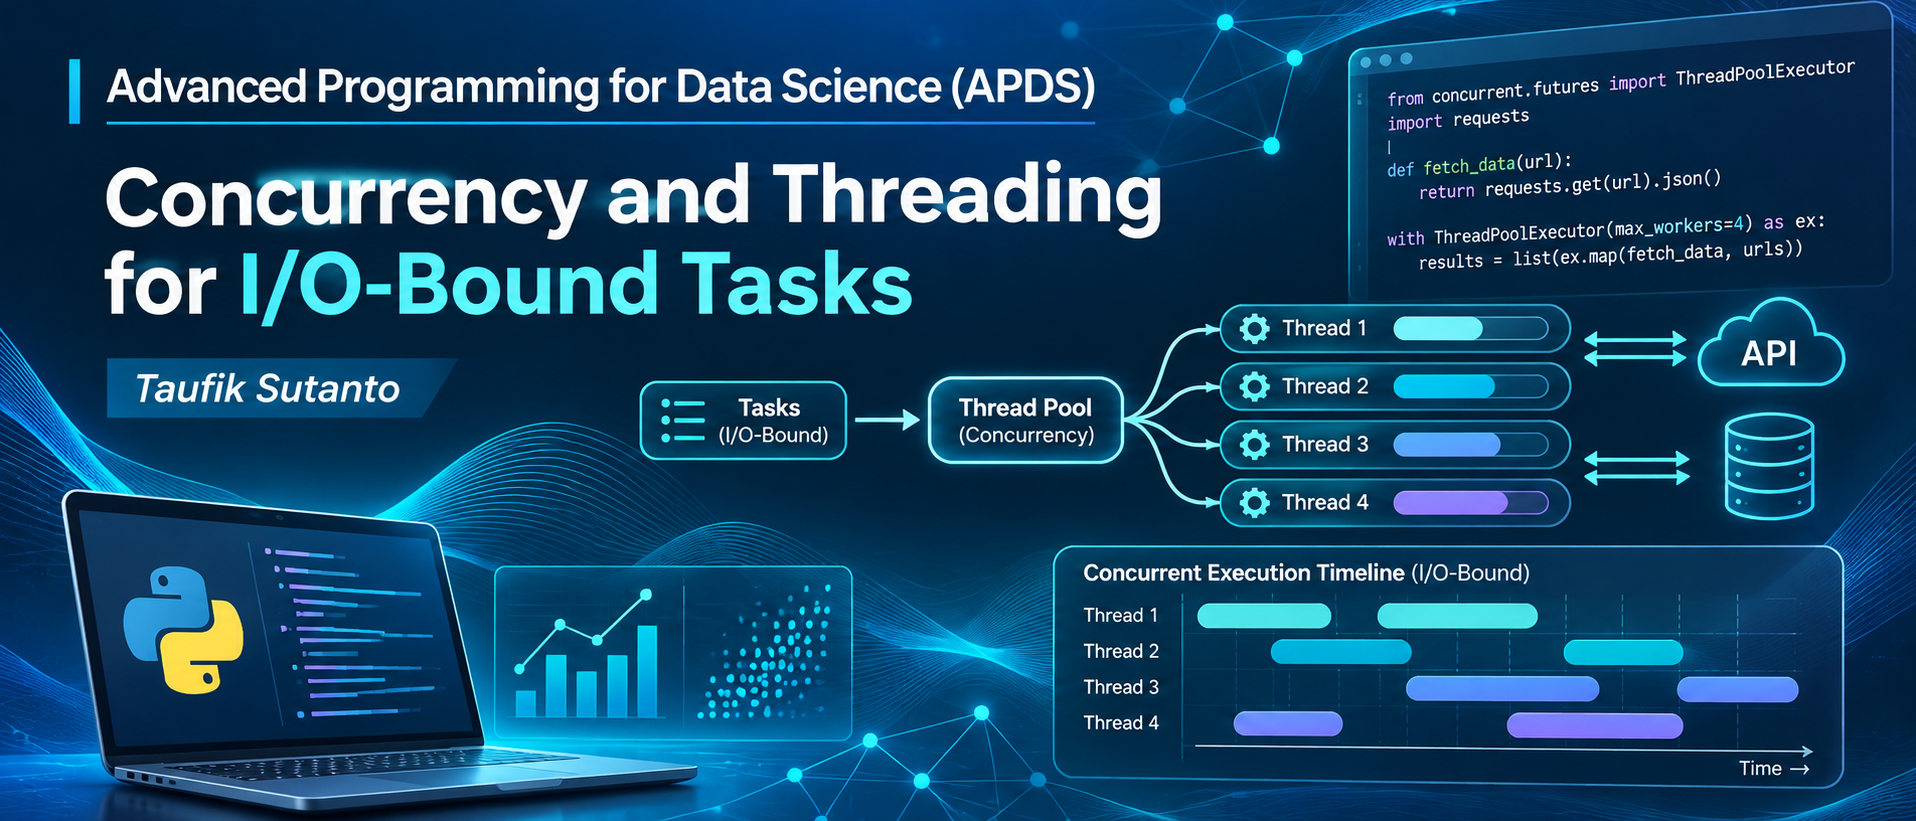 Advanced Programming for Data Science (APDS)
Concurrency and Threading
for I/O-Bound Tasks
Taufik Sutanto
from concurrent.futures import ThreadPoolExecutor
import requests
def fetch_data(url):
return requests.get(url).json()
with ThreadPoolExecutor(max_workers=4) as ex:
results = list(ex.map(fetch_data, urls))
Tasks
(I/O-Bound)
Thread Pool
(Concurrency)
Thread 1
Thread 2
Thread 3
Thread 4
API
Concurrent Execution Timeline (I/O-Bound)
Thread 1
Thread 2
Thread 3
Thread 4
Time →